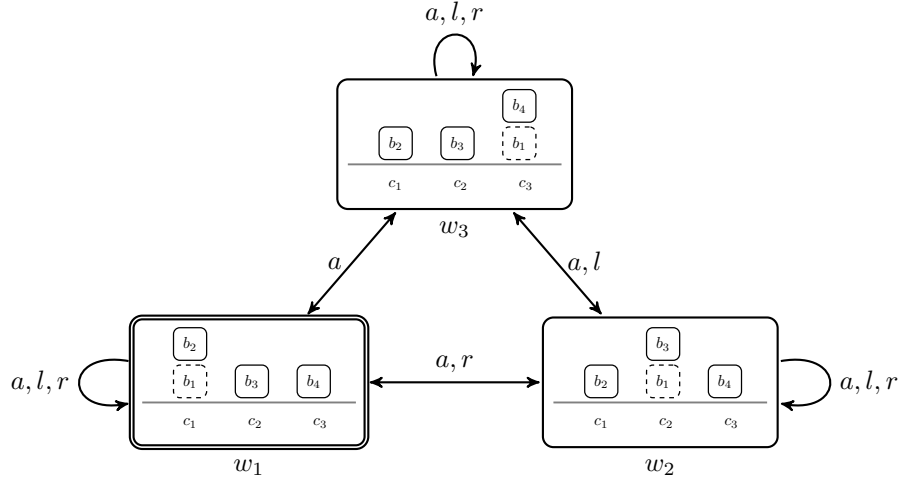 a, l, r
b₄
b₂ b₃ b₁
c₁ c₂ c₃
w₃
a a, l
b₂ a, r b₃
a, l, r b₁ b₃ b₄ b₂ b₁ b₄ a, l, r
c₁ c₂ c₃ c₁ c₂ c₃
w₁ w₂